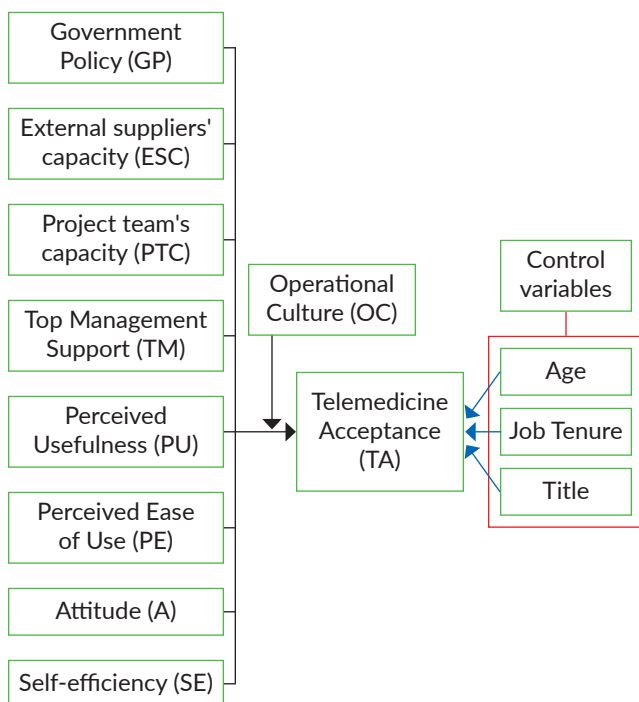 Government
Policy (GP)
External suppliers'
capacity (ESC)
Project team's
capacity (PTC)
Top Management
Support (TM)
Perceived
Usefulness (PU)
Perceived Ease
of Use (PE)
Attitude (A)
Self-efficiency (SE)
Operational
Culture (OC)
Telemedicine
Acceptance
(TA)
Control
variables
Age
Job Tenure
Title